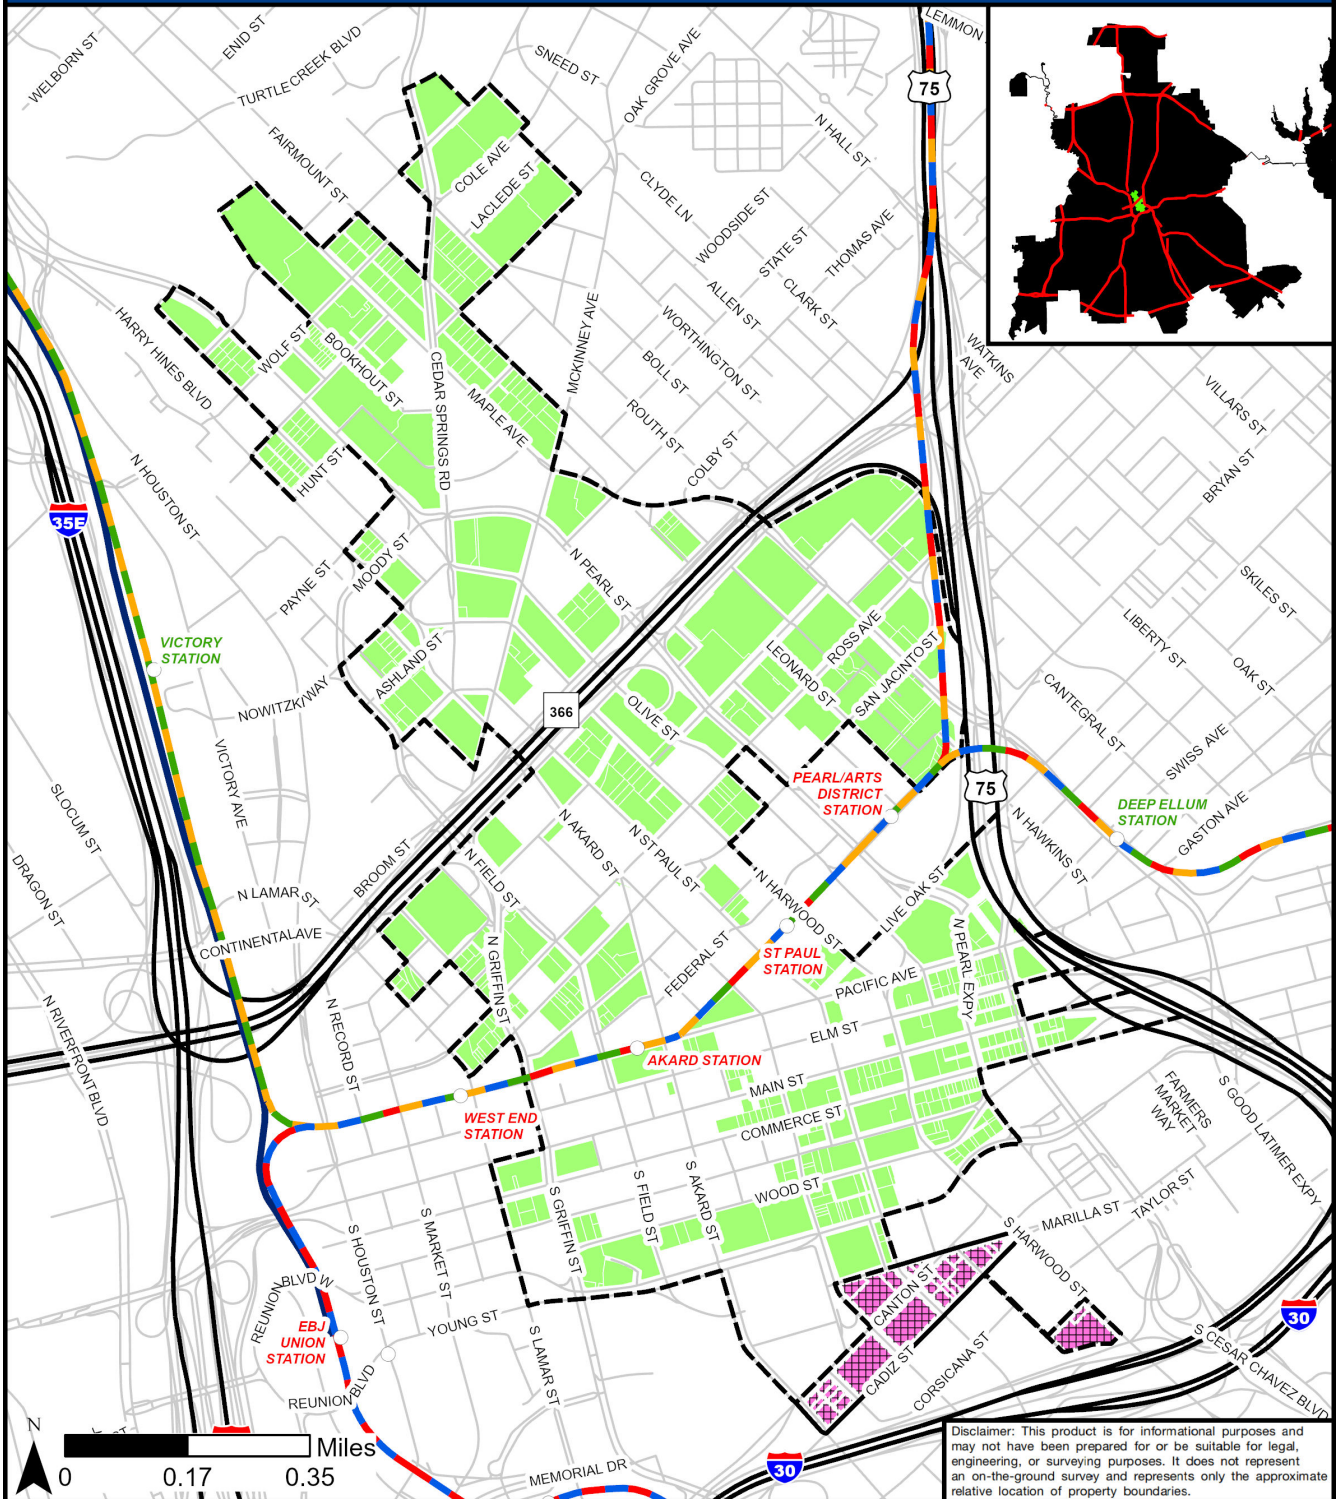 WELBORN ST
ENID ST
TURTLE CREEK BLVD
SNEED ST
OAK GROVE AVE
LEMMON
75
N HALL ST
FAIRMOUNT ST
COLE AVE
LACLEDE ST
CLYDE LN
WOODSIDE ST
STATE ST
THOMAS AVE
ALLEN ST
CLARK ST
WORTHINGTON ST
MCKINNEY AVE
BOLL ST
ROUTH ST
COLBY ST
WATKINS
AVE
VILLARS ST
BRYAN ST
HARRY HINES BLVD
WOLF ST
BOOKHOUT ST
CEDAR SPRINGS RD
MAPLE AVE
HUNT ST
N HOUSTON ST
35E
PAYNE ST
MOODY ST
N PEARL ST
SKILES ST
LIBERTY ST
OAK ST
VICTORY
STATION
ASHLAND ST
NOWITZKI WAY
ROSS AVE
LEONARD ST
SAN JACINTO ST
OLIVE ST
366
CANTEGRAL ST
SWISS AVE
VICTORY AVE
SLOCUM ST
PEARL/ARTS
DISTRICT
STATION
75
DEEP ELLUM
STATION
GASTON AVE
N HAWKINS ST
DRAGON ST
BROOM ST
N FIELD ST
N AKARD ST
N ST PAUL ST
N LAMAR ST
CONTINENTAL AVE
N HARWOOD ST
LIVE OAK ST
N PEARL EXPY
N GRIFFIN ST
FEDERAL ST
ST PAUL
STATION
PACIFIC AVE
N RIVERFRONT BLVD
N RECORD ST
ELM ST
AKARD STATION
MAIN ST
COMMERCE ST
WEST END
STATION
FARMERS
MARKET
WAY
S GOOD LATIMER EXPY
S GRIFFIN ST
S FIELD ST
S AKARD ST
WOOD ST
S MARKET ST
S HOUSTON ST
MARILLA ST
TAYLOR ST
S HARWOOD ST
REUNION BLVD W
CANTON ST
EBJ
UNION
STATION
YOUNG ST
S LAMAR ST
CADIZ ST
CORSICANA ST
30
S CESAR CHAVEZ BLVD
REUNION BLVD
N
Miles
0 0.17 0.35
MEMORIAL DR
30
Disclaimer: This product is for informational purposes and
may not have been prepared for or be suitable for legal,
engineering, or surveying purposes. It does not represent
an on-the-ground survey and represents only the approximate
relative location of property boundaries.